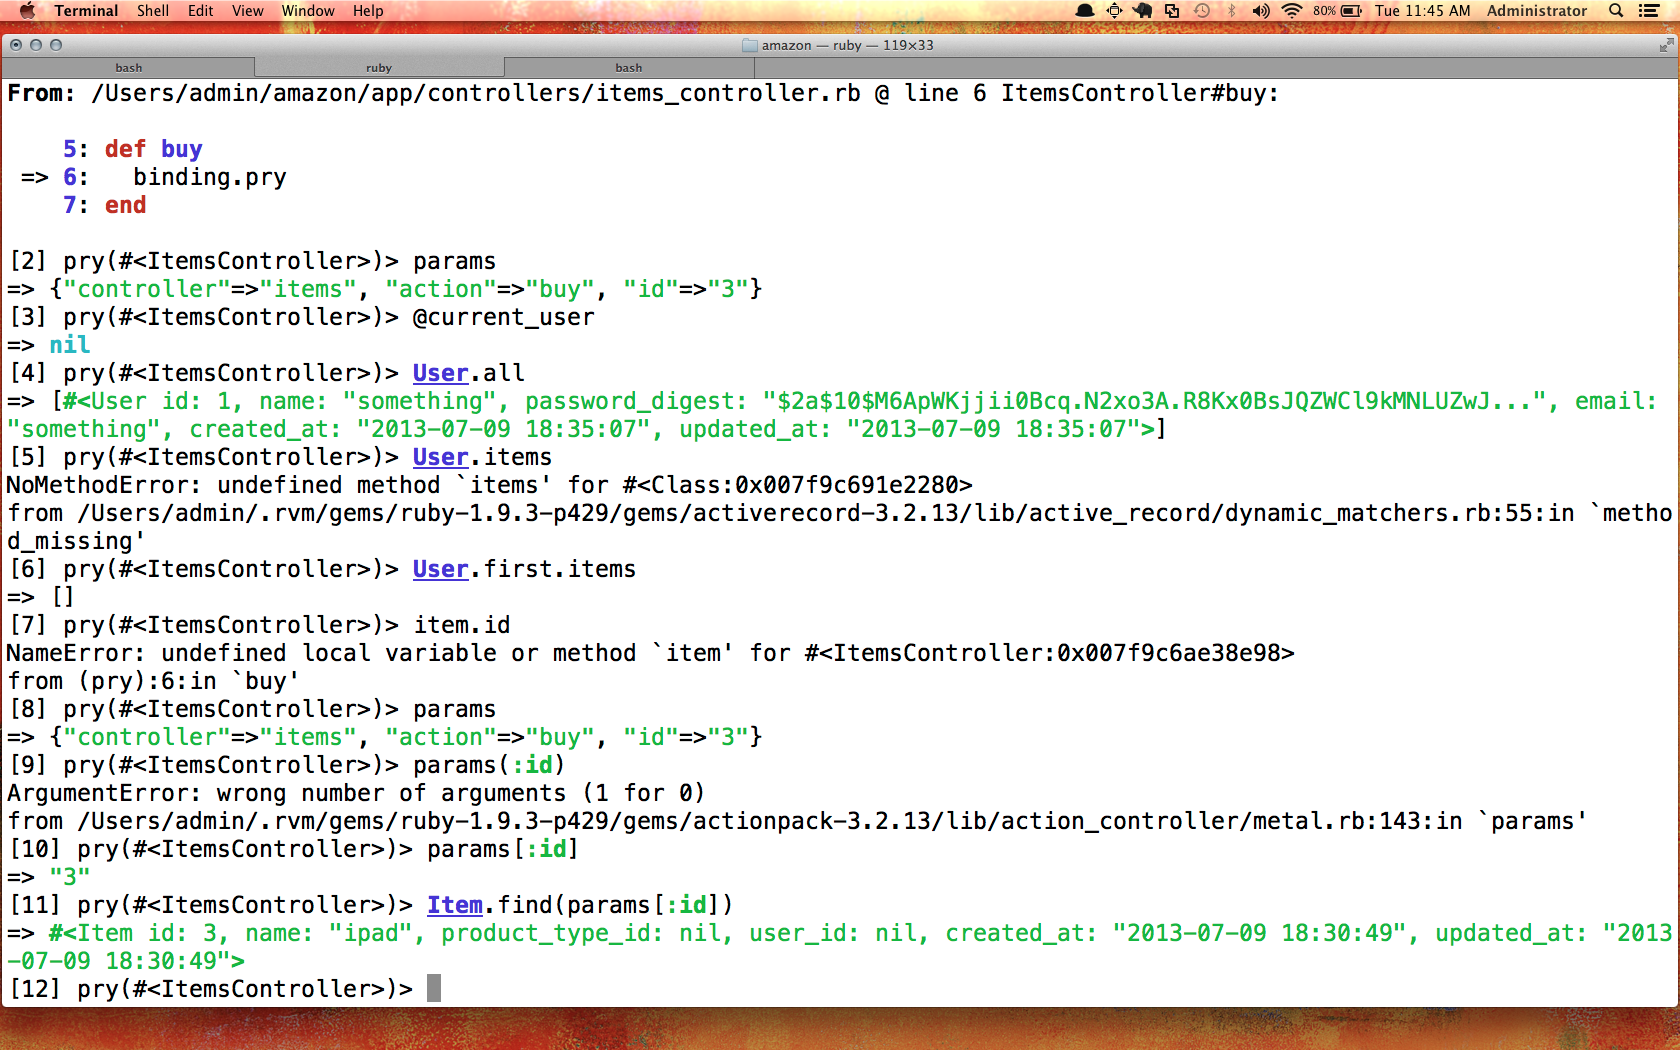 Terminal Shell Edit View Window Help 80% Tue 11:45 AM Administrator
amazon — ruby — 119×33
bash ruby bash
From: /Users/admin/amazon/app/controllers/items_controller.rb @ line 6 ItemsController#buy:
5: def buy
=> 6:   binding.pry
7: end
[2] pry(#<ItemsController>)> params
=> {"controller"=>"items", "action"=>"buy", "id"=>"3"}
[3] pry(#<ItemsController>)> @current_user
=> nil
[4] pry(#<ItemsController>)> User.all
=> [#<User id: 1, name: "something", password_digest: "$2a$10$M6ApWKjjii0Bcq.N2xo3A.R8Kx0BsJQZWCl9kMNLUZwJ...", email:
"something", created_at: "2013-07-09 18:35:07", updated_at: "2013-07-09 18:35:07">]
[5] pry(#<ItemsController>)> User.items
NoMethodError: undefined method `items' for #<Class:0x007f9c691e2280>
from /Users/admin/.rvm/gems/ruby-1.9.3-p429/gems/activerecord-3.2.13/lib/active_record/dynamic_matchers.rb:55:in `metho
d_missing'
[6] pry(#<ItemsController>)> User.first.items
=> []
[7] pry(#<ItemsController>)> item.id
NameError: undefined local variable or method `item' for #<ItemsController:0x007f9c6ae38e98>
from (pry):6:in `buy'
[8] pry(#<ItemsController>)> params
=> {"controller"=>"items", "action"=>"buy", "id"=>"3"}
[9] pry(#<ItemsController>)> params(:id)
ArgumentError: wrong number of arguments (1 for 0)
from /Users/admin/.rvm/gems/ruby-1.9.3-p429/gems/actionpack-3.2.13/lib/action_controller/metal.rb:143:in `params'
[10] pry(#<ItemsController>)> params[:id]
=> "3"
[11] pry(#<ItemsController>)> Item.find(params[:id])
=> #<Item id: 3, name: "ipad", product_type_id: nil, user_id: nil, created_at: "2013-07-09 18:30:49", updated_at: "2013
-07-09 18:30:49">
[12] pry(#<ItemsController>)>